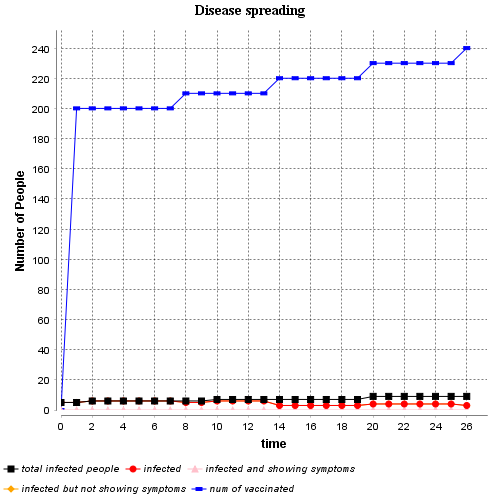 Disease spreading
Number of People
240
220
200
180
160
140
120
100
80
60
40
20
0
0 2 4 6 8 10 12 14 16 18 20 22 24 26
time
total infected people infected infected and showing symptoms
infected but not showing symptoms num of vaccinated